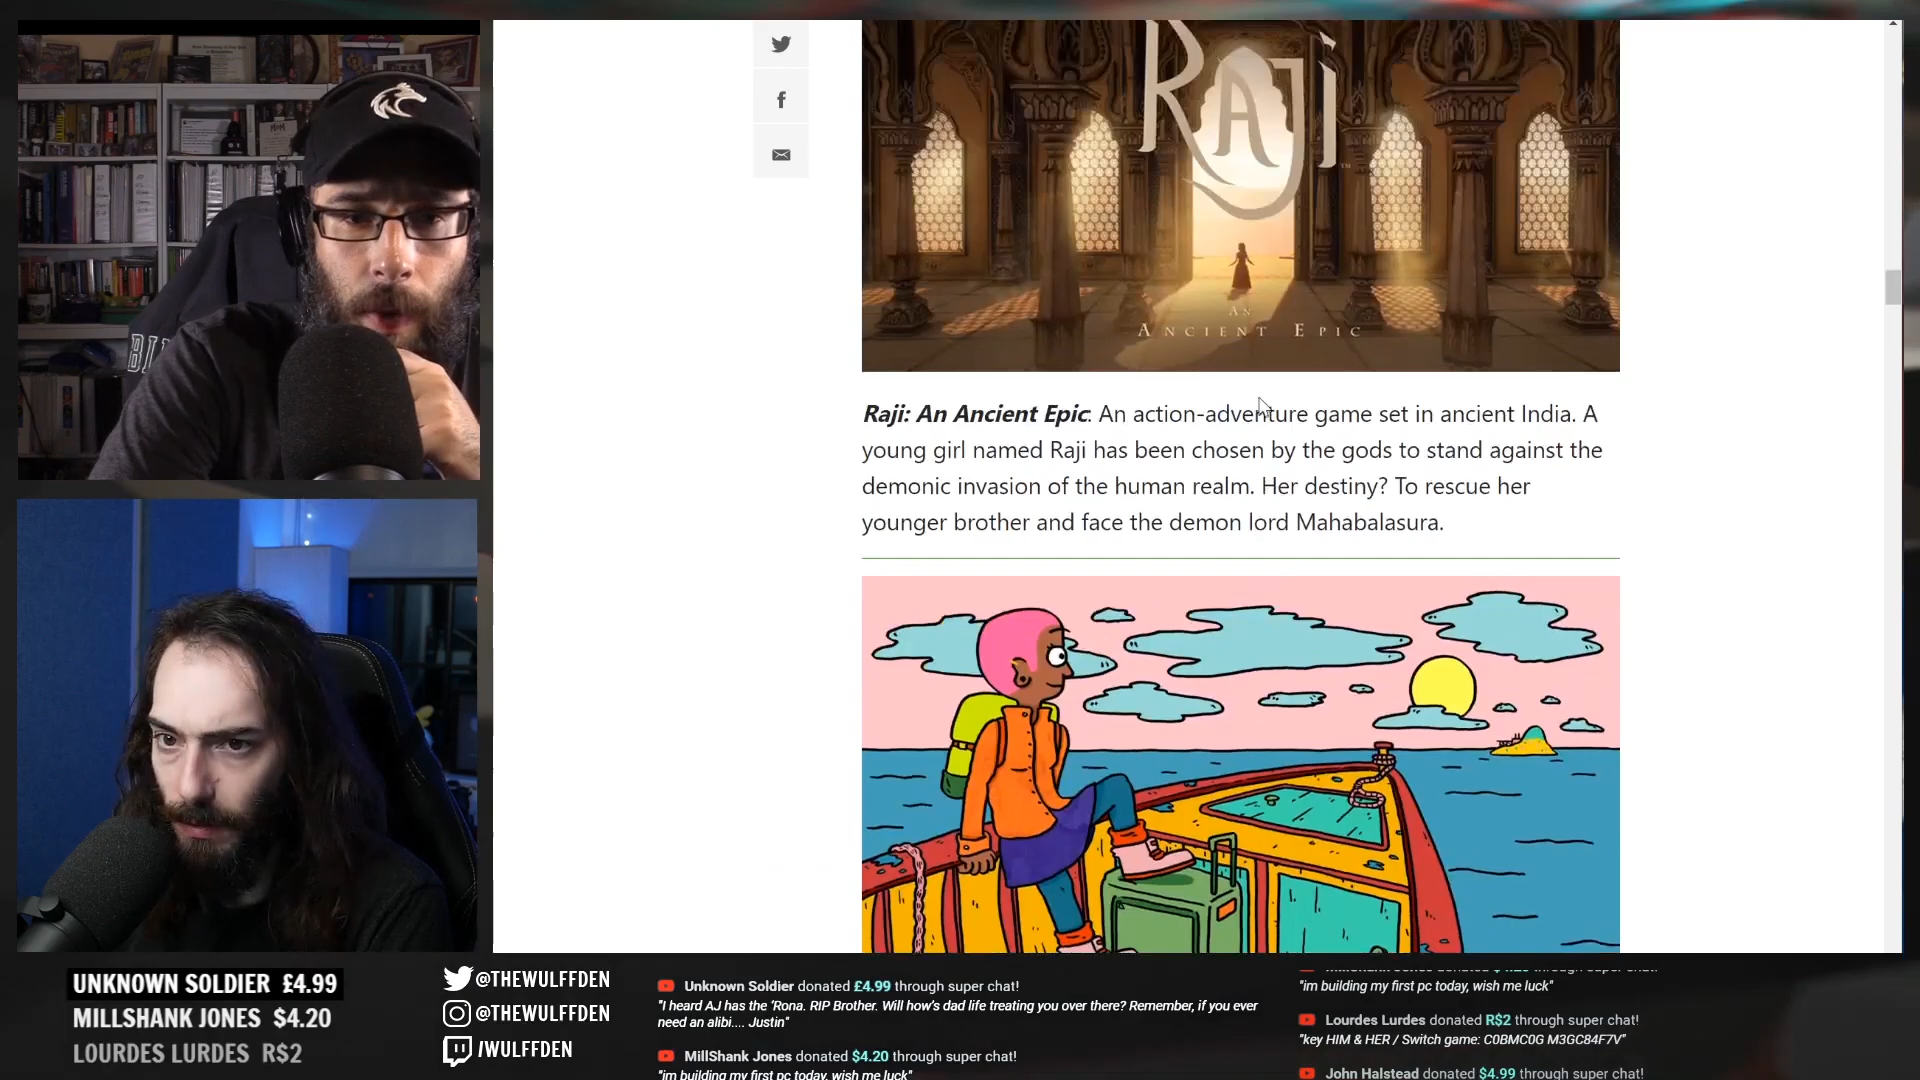 RAJI
AN
ANCIENT EPIC
Raji: An Ancient Epic. An action-adventure game set in ancient India. A
young girl named Raji has been chosen by the gods to stand against the
demonic invasion of the human realm. Her destiny? To rescue her
younger brother and face the demon lord Mahabalasura.
UNKNOWN SOLDIER £4.99
MILLSHANK JONES $4.20
LOURDES LURDES R$2
@THEWULFFDEN
@THEWULFFDEN
/WULFFDEN
Unknown Soldier donated £4.99 through super chat!
"I heard AJ has the 'Rona. RIP Brother. Will how's dad life treating you over there? Remember, if you ever
need an alibi.... Justin"
MillShank Jones donated $4.20 through super chat!
"im building my first pc today, wish me luck"
"im building my first pc today, wish me luck"
Lourdes Lurdes donated R$2 through super chat!
"key HIM & HER / Switch game: C0BMC0G M3GC84F7V"
John Halstead donated $4.99 through super chat!